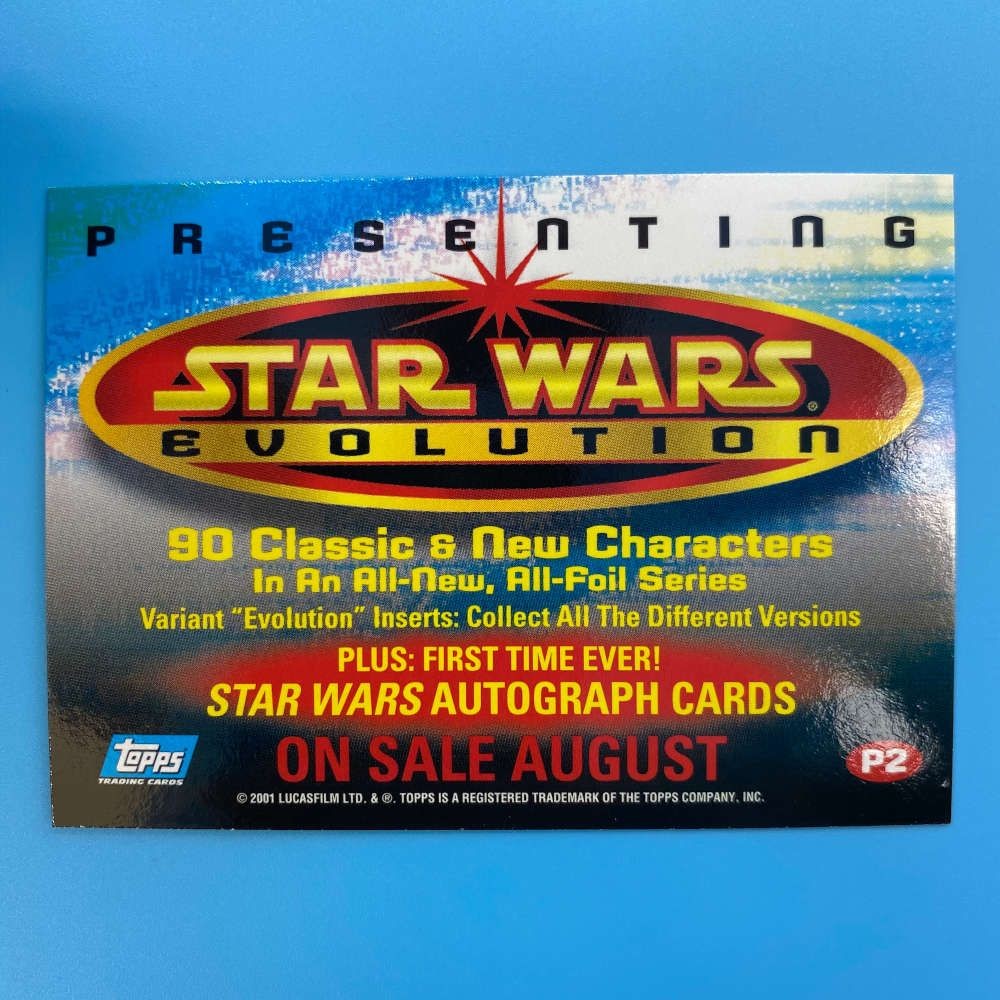 PRESENTING
STAR WARS®
EVOLUTION
90 Classic & New Characters
In An All-New, All-Foil Series
Variant “Evolution” Inserts: Collect All The Different Versions
PLUS: FIRST TIME EVER!
STAR WARS AUTOGRAPH CARDS
ON SALE AUGUST
topps
TRADING CARDS
P2
© 2001 LUCASFILM LTD. & ®. TOPPS IS A REGISTERED TRADEMARK OF THE TOPPS COMPANY, INC.